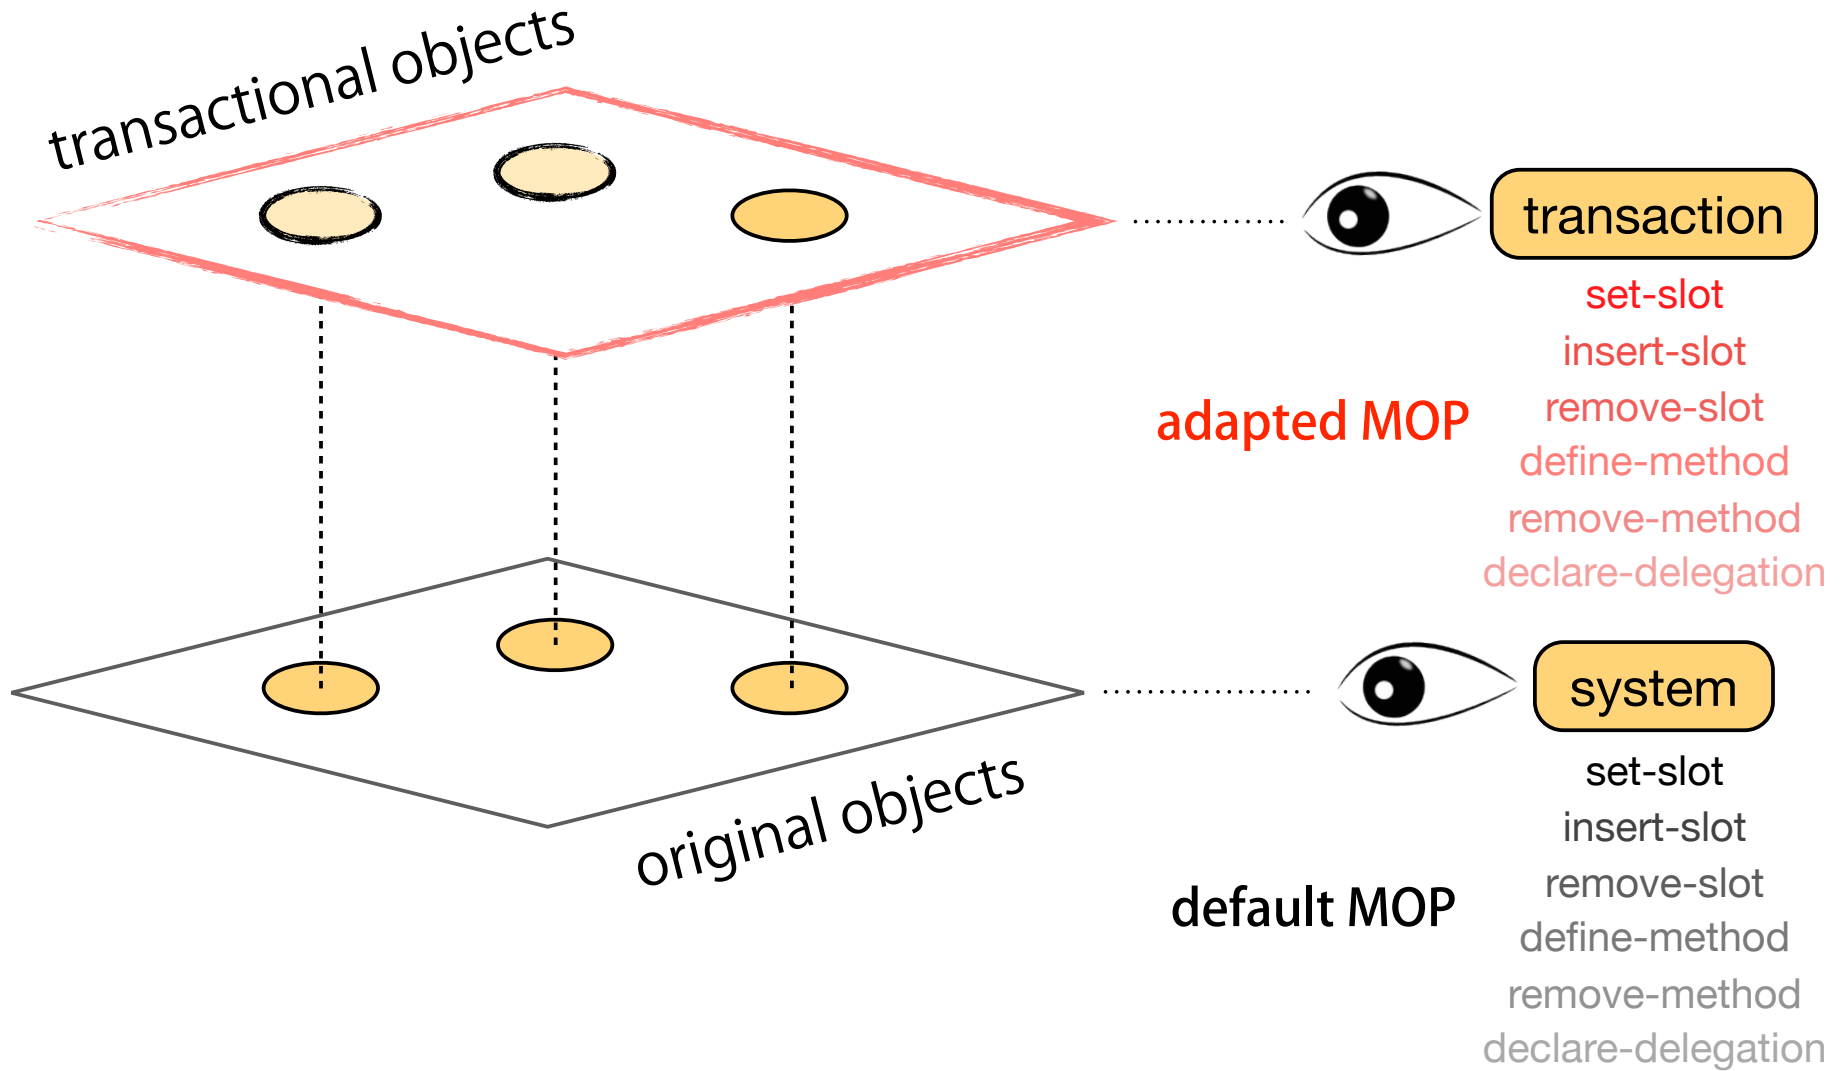 transactional objects
transaction
set-slot
insert-slot
remove-slot
adapted MOP
define-method
remove-method
declare-delegation
system
original objects
set-slot
insert-slot
remove-slot
default MOP
define-method
remove-method
declare-delegation